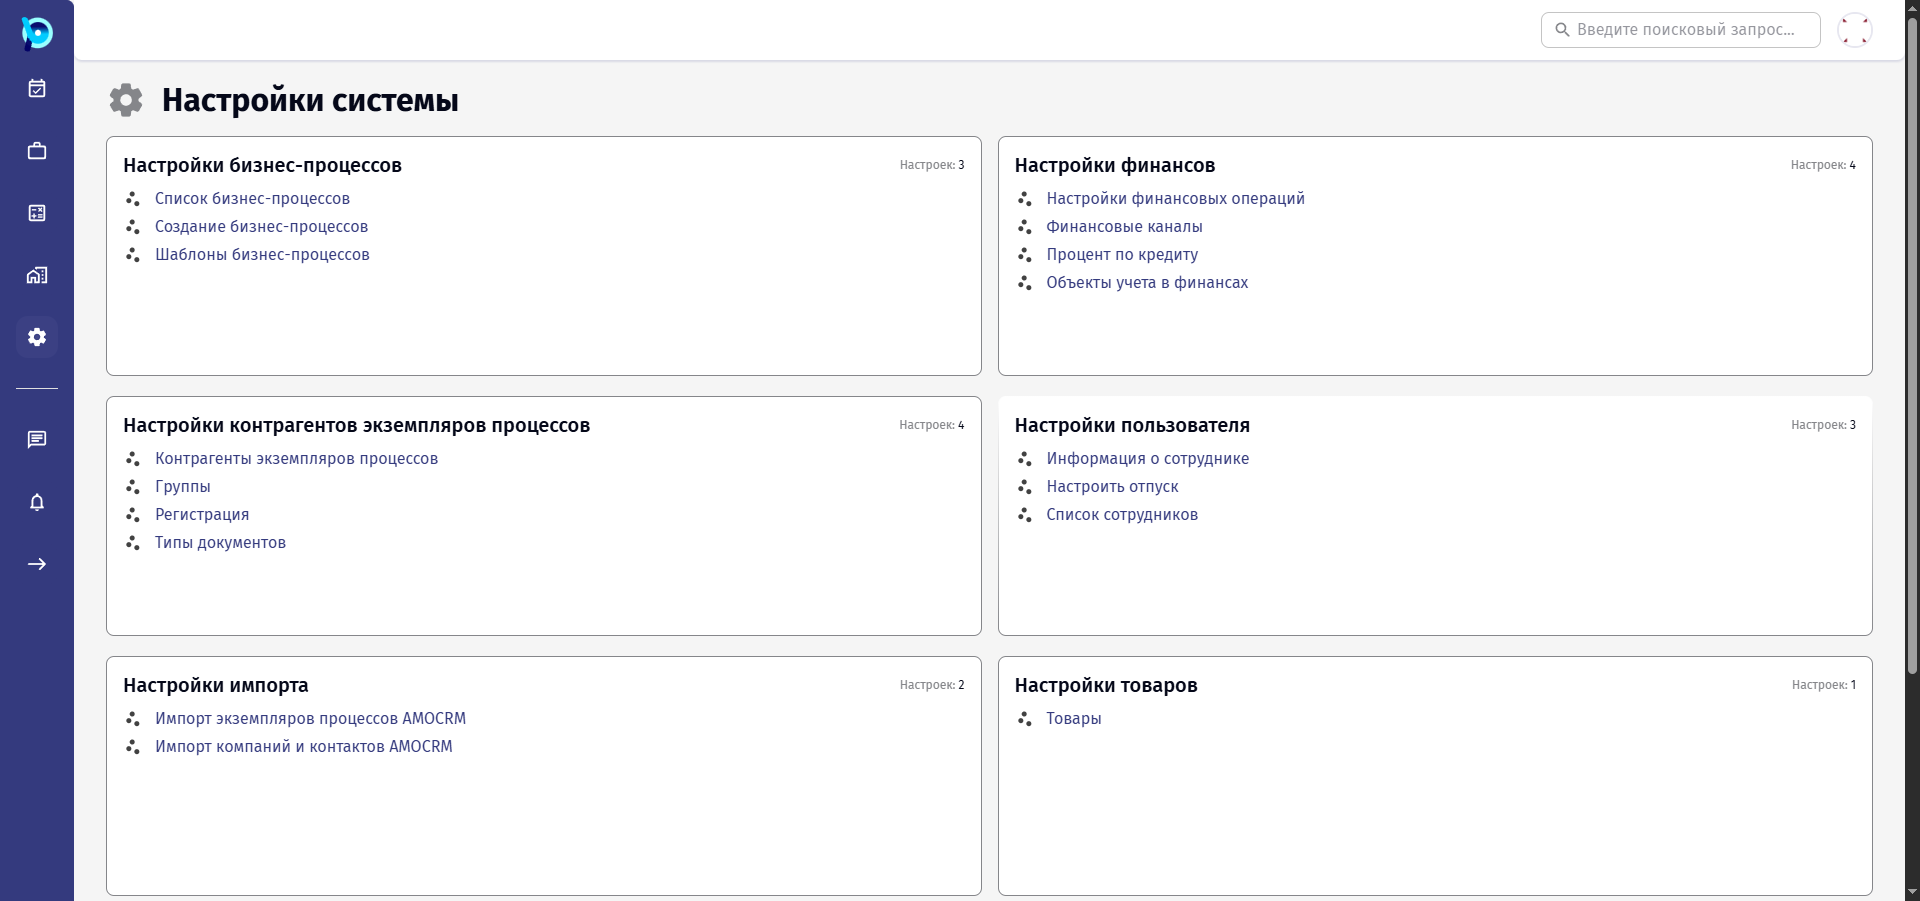 Введите поисковый запрос...
Настройки системы
Настройки бизнес-процессов
Настроек: 3
Список бизнес-процессов
Создание бизнес-процессов
Шаблоны бизнес-процессов
Настройки финансов
Настроек: 4
Настройки финансовых операций
Финансовые каналы
Процент по кредиту
Объекты учета в финансах
Настройки контрагентов экземпляров процессов
Настроек: 4
Контрагенты экземпляров процессов
Группы
Регистрация
Типы документов
Настройки пользователя
Настроек: 3
Информация о сотруднике
Настроить отпуск
Список сотрудников
Настройки импорта
Настроек: 2
Импорт экземпляров процессов AMOCRM
Импорт компаний и контактов AMOCRM
Настройки товаров
Настроек: 1
Товары